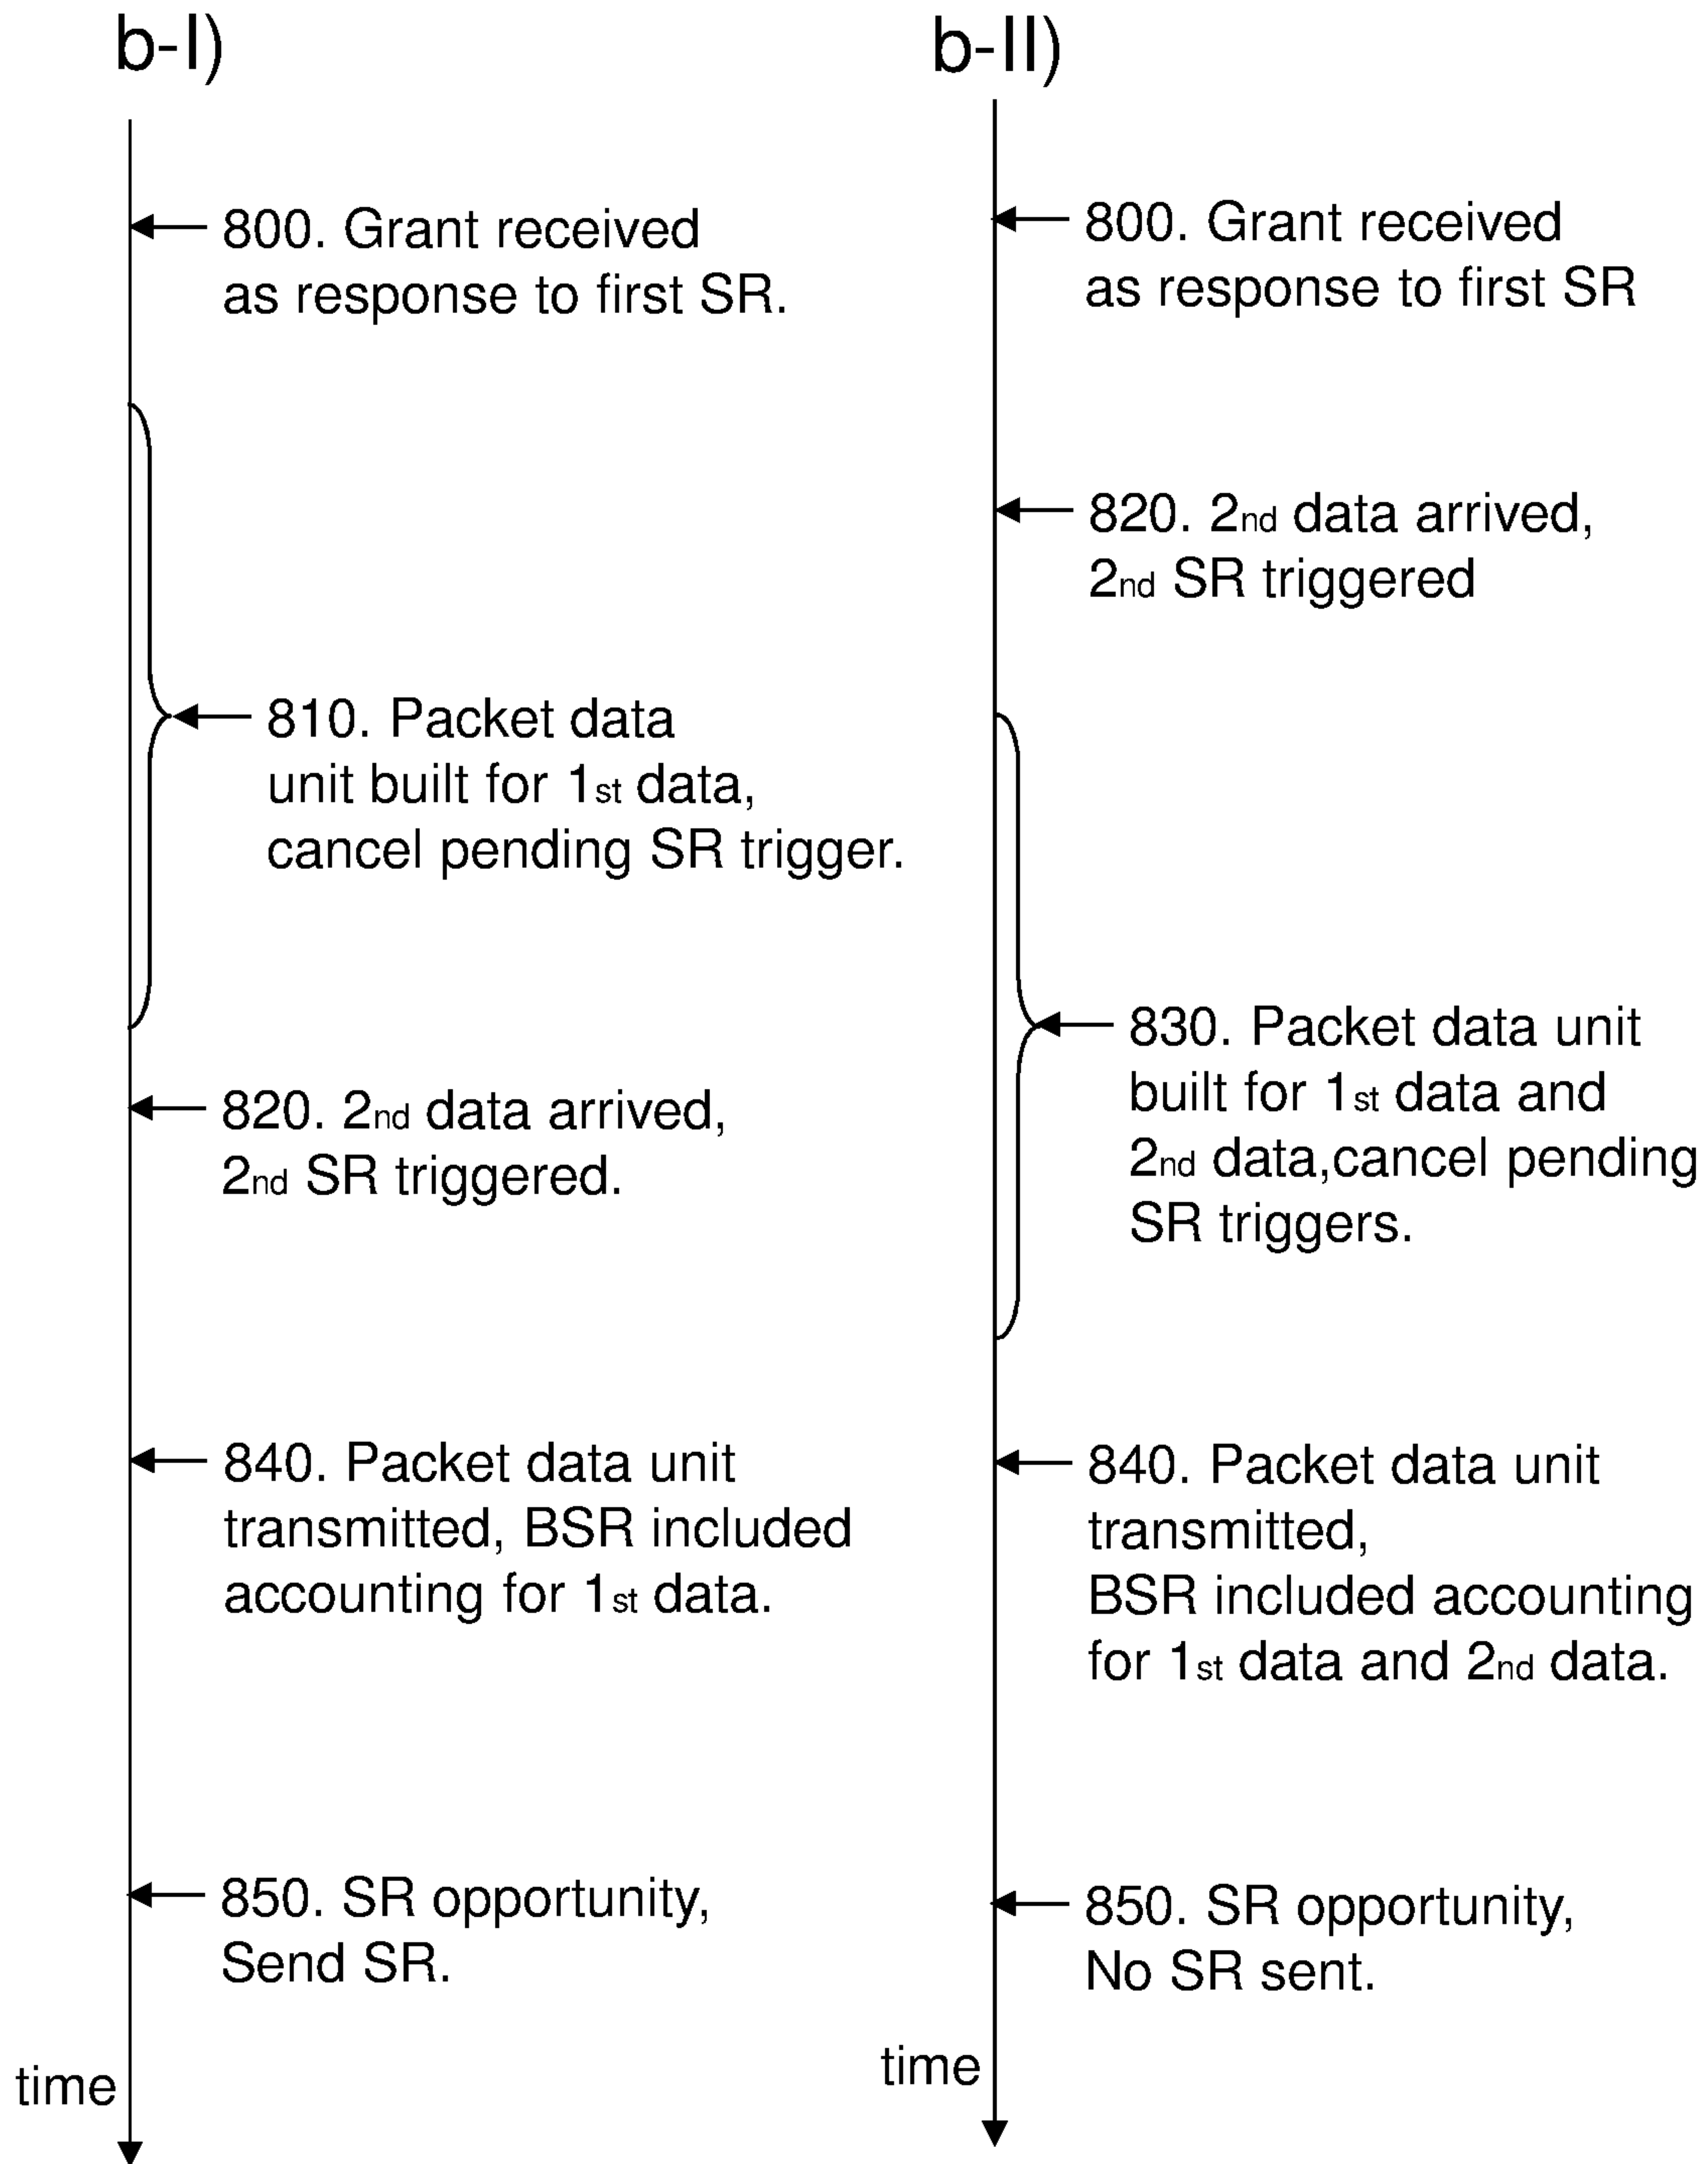 b-I)
800. Grant received
as response to first SR.
810. Packet data
unit built for 1st data,
cancel pending SR trigger.
820. 2nd data arrived,
2nd SR triggered.
840. Packet data unit
transmitted, BSR included
accounting for 1st data.
850. SR opportunity,
Send SR.
time
b-II)
800. Grant received
as response to first SR
820. 2nd data arrived,
2nd SR triggered
830. Packet data unit
built for 1st data and
2nd data,cancel pending
SR triggers.
840. Packet data unit
transmitted,
BSR included accounting
for 1st data and 2nd data.
850. SR opportunity,
No SR sent.
time